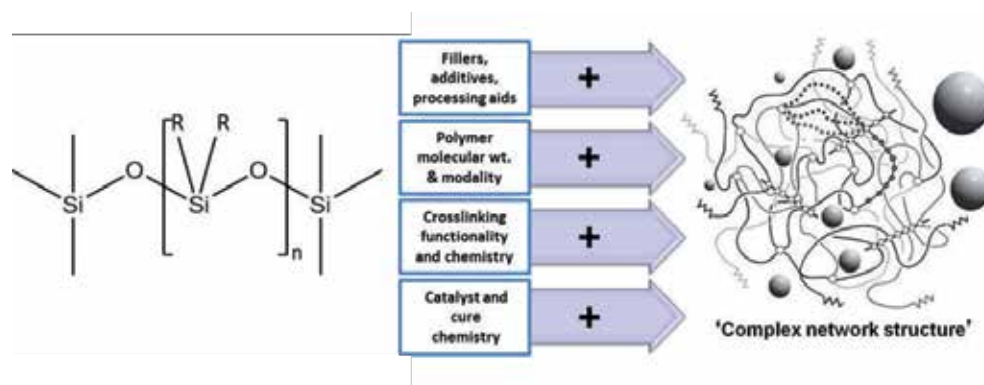 R R
Si O Si O Si
n
Fillers,
additives,
processing aids
+
Polymer
molecular wt.
& modality
+
Crosslinking
functionality
and chemistry
+
Catalyst and
cure
chemistry
+
‘Complex network structure’